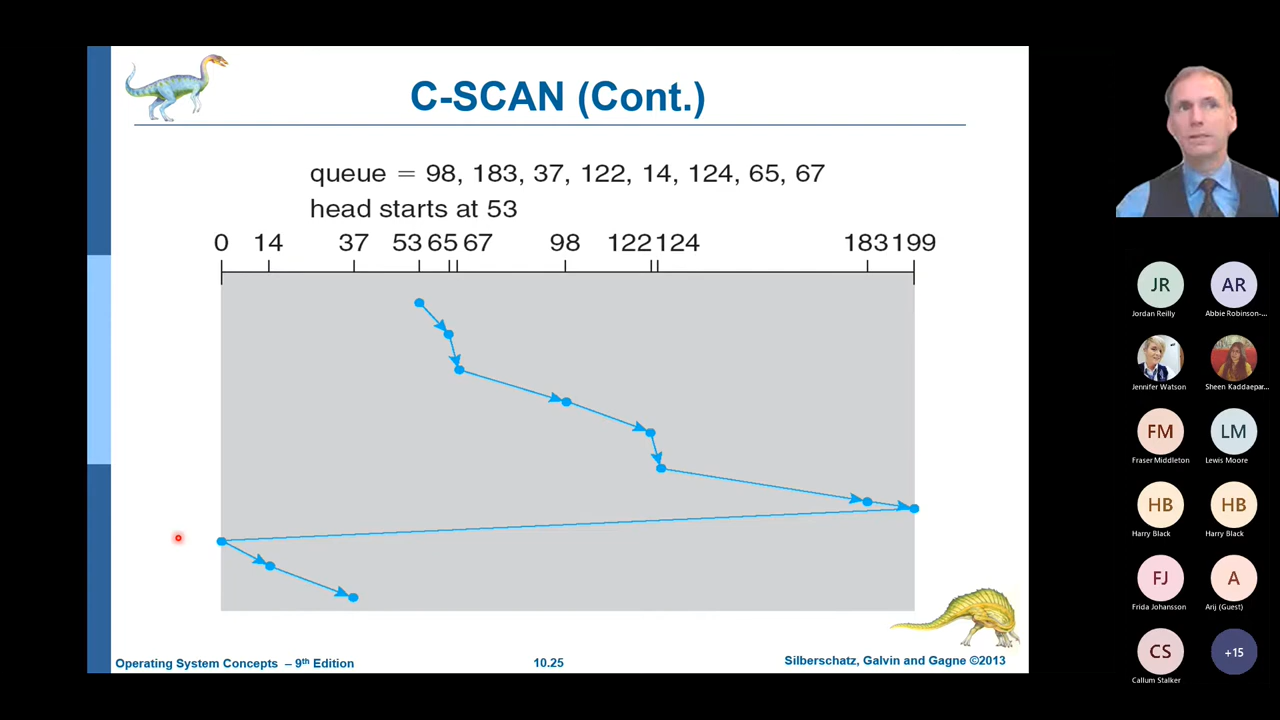 C-SCAN (Cont.)
queue = 98, 183, 37, 122, 14, 124, 65, 67
head starts at 53
0 14 37 53 65 67 98 122 124 183 199
Operating System Concepts – 9th Edition
10.25
Silberschatz, Galvin and Gagne ©2013
JR AR
Jordan Reilly Abbie Robinson-...
Jennifer Watson Sheen Kaddaepar...
FM LM
Fraser Middleton Lewis Moore
HB HB
Harry Black Harry Black
FJ A
Frida Johansson Arij (Guest)
CS +15
Callum Stalker